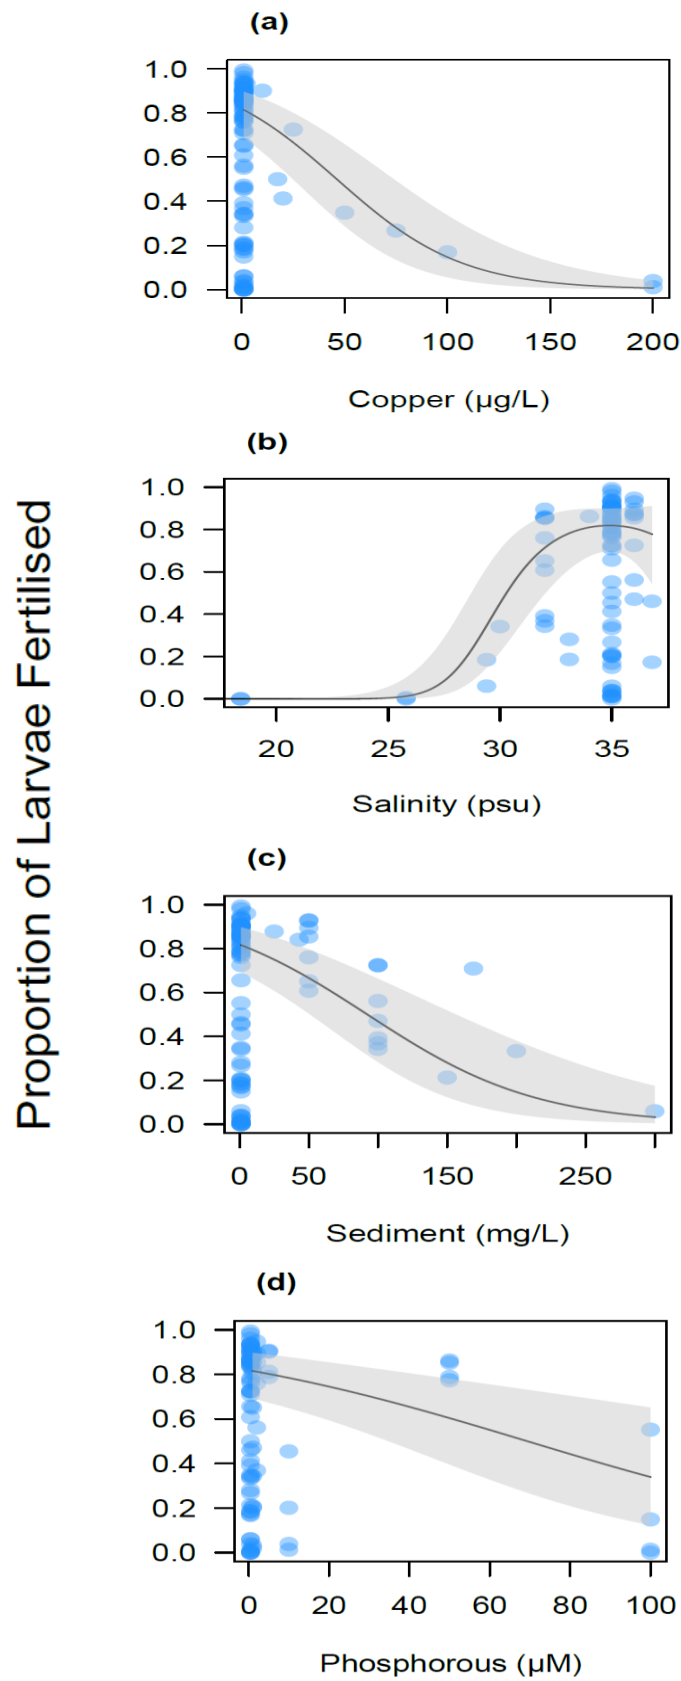 (a)
1.0
0.8
0.6
0.4
0.2
0.0
0 50 100 150 200
Copper (µg/L)
(b)
1.0
0.8
0.6
0.4
0.2
0.0
20 25 30 35
Salinity (psu)
(c)
1.0
0.8
0.6
0.4
0.2
0.0
0 50 150 250
Sediment (mg/L)
(d)
1.0
0.8
0.6
0.4
0.2
0.0
0 20 40 60 80 100
Phosphorous (µM)
Proportion of Larvae Fertilised